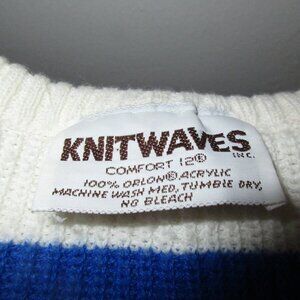 KNITWAVES
INC.
COMFORT 12®
100% ORLON® ACRYLIC
MACHINE WASH MED, TUMBLE DRY,
NO BLEACH